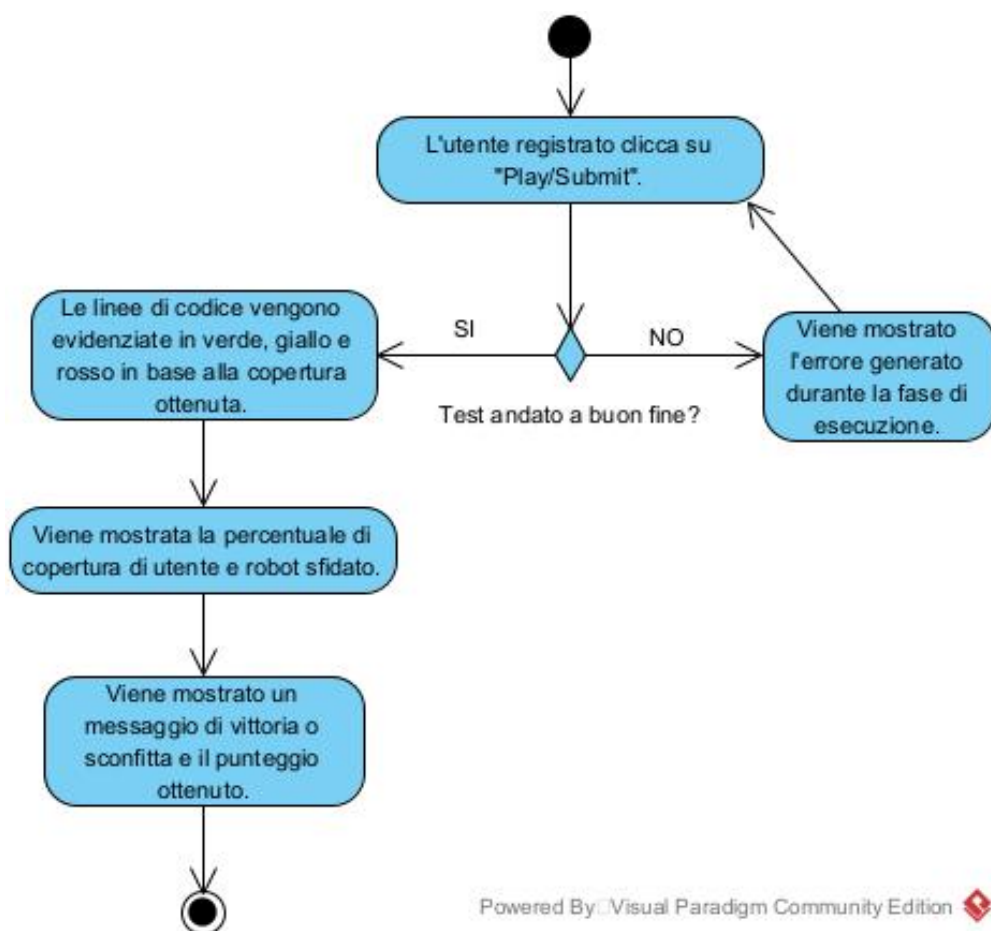 L'utente registrato clicca su
"Play/Submit".
Le linee di codice vengono
evidenziate in verde, giallo e
rosso in base alla copertura
ottenuta.
SI
NO
Viene mostrato
l'errore generato
durante la fase di
esecuzione.
Test andato a buon fine?
Viene mostrata la percentuale di
copertura di utente e robot sfidato.
Viene mostrato un
messaggio di vittoria o
sconfitta e il punteggio
ottenuto.
Powered By Visual Paradigm Community Edition